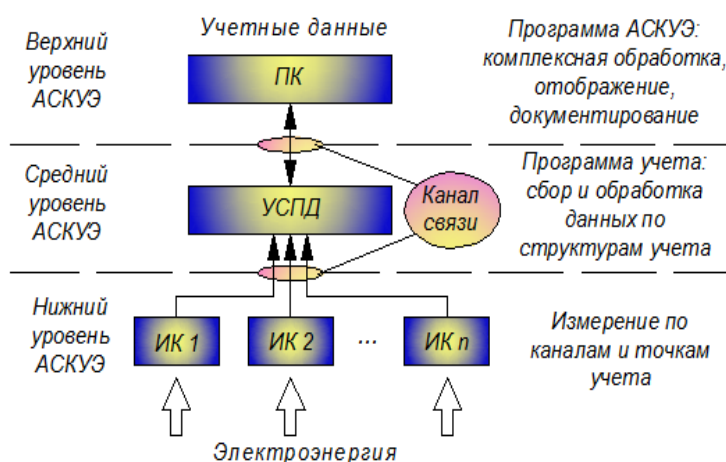 Учетные данные
Верхний
уровень
АСКУЭ
ПК
Программа АСКУЭ:
комплексная обработка,
отображение,
документирование
Средний
уровень
АСКУЭ
УСПД
Канал
связи
Программа учета:
сбор и обработка
данных по
структурам учета
Нижний
уровень
АСКУЭ
ИК 1
ИК 2
...
ИК n
Измерение по
каналам и точкам
учета
Электроэнергия